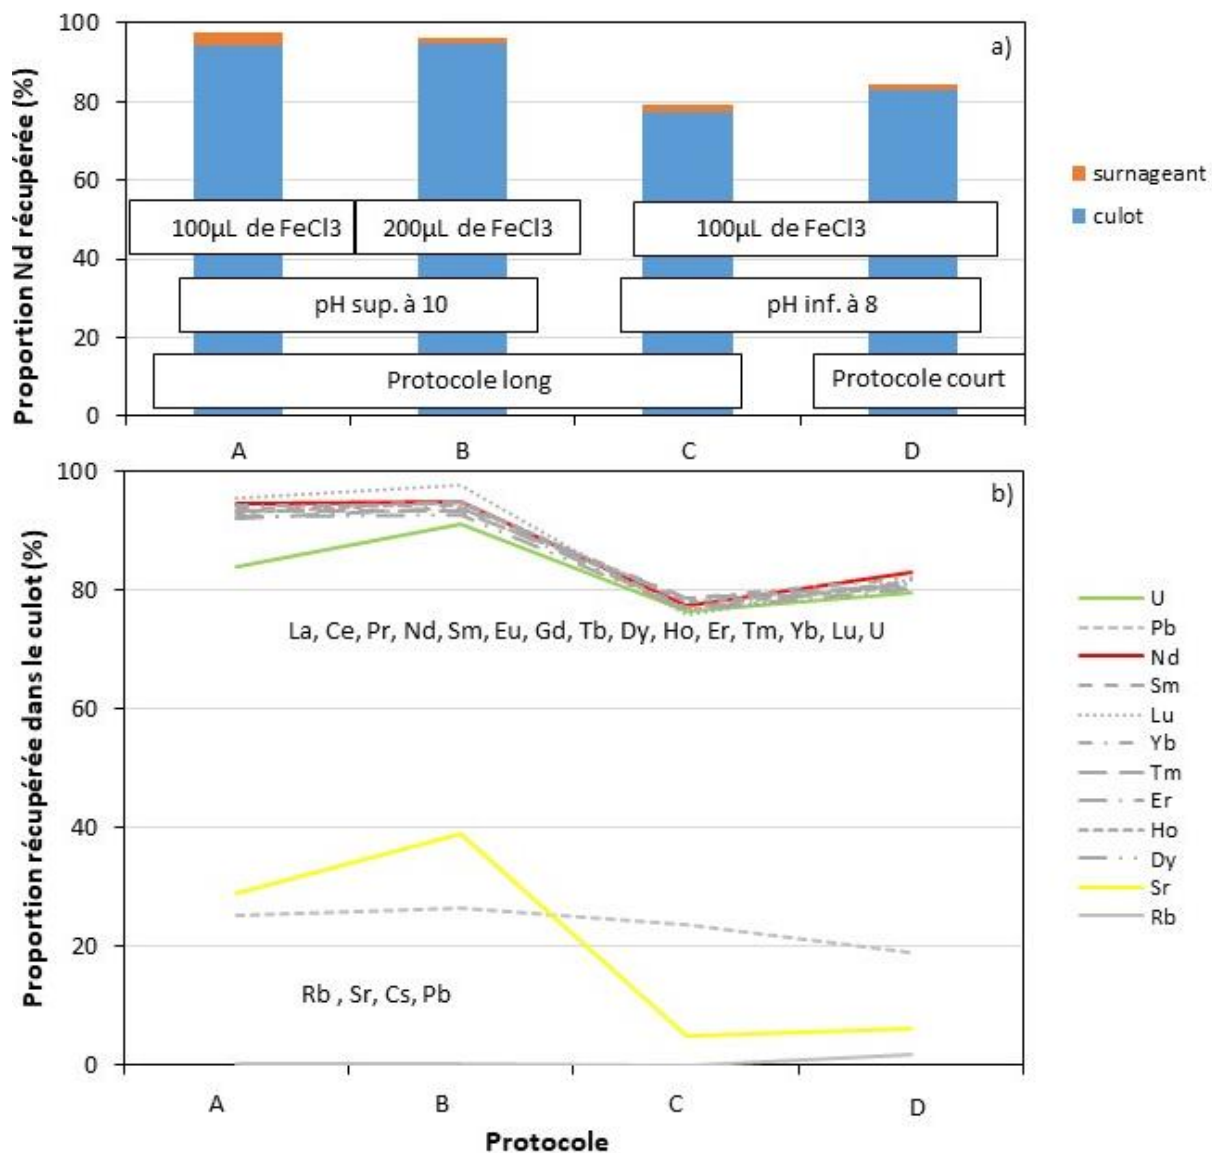 Proportion Nd récupérée (%)
100
80
60
40
20
0
a)
100µL de FeCl3
200µL de FeCl3
100µL de FeCl3
pH sup. à 10
pH inf. à 8
Protocole long
Protocole court
A
B
C
D
surnageant
culot
Proportion récupérée dans le culot (%)
100
80
60
40
20
0
b)
La, Ce, Pr, Nd, Sm, Eu, Gd, Tb, Dy, Ho, Er, Tm, Yb, Lu, U
Rb , Sr, Cs, Pb
A
B
C
D
Protocole
U
Pb
Nd
Sm
Lu
Yb
Tm
Er
Ho
Dy
Sr
Rb